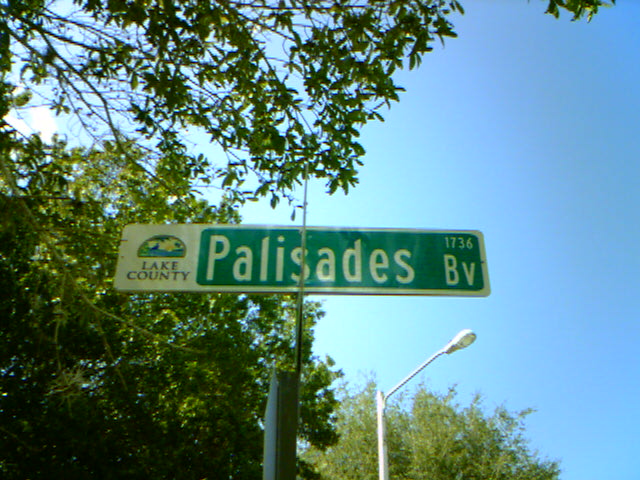 LAKE
COUNTY
Palisades
1736
Bv